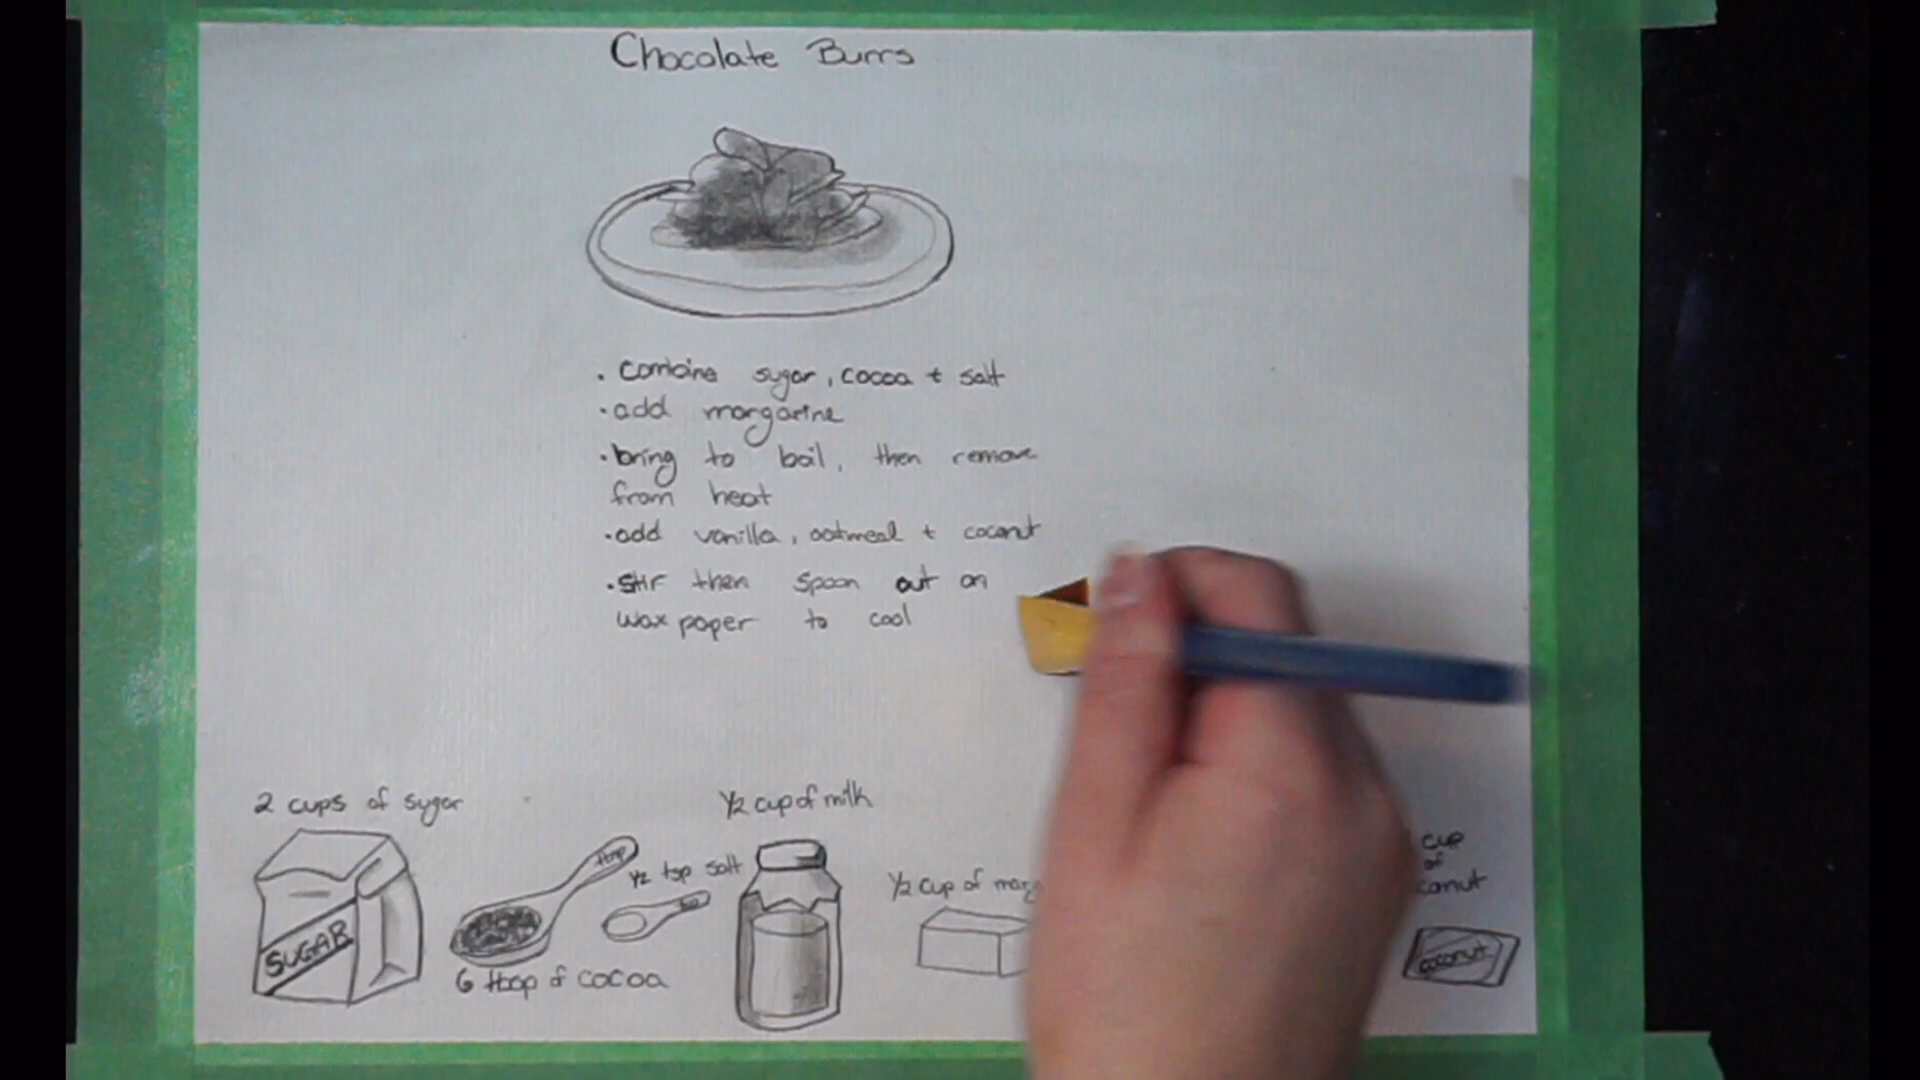 Chocolate Burrs
• combine sugar, cocoa + salt
• add margarine
• bring to boil, then remove
from heat
• add vanilla, oatmeal + coconut
• stir then spoon out on
wax paper to cool
2 cups of sugar
SUGAR
tbsp
6 tbsp of cocoa
1/2 tsp salt
1/2 cup of milk
1/2 cup of
cup
of
coconut